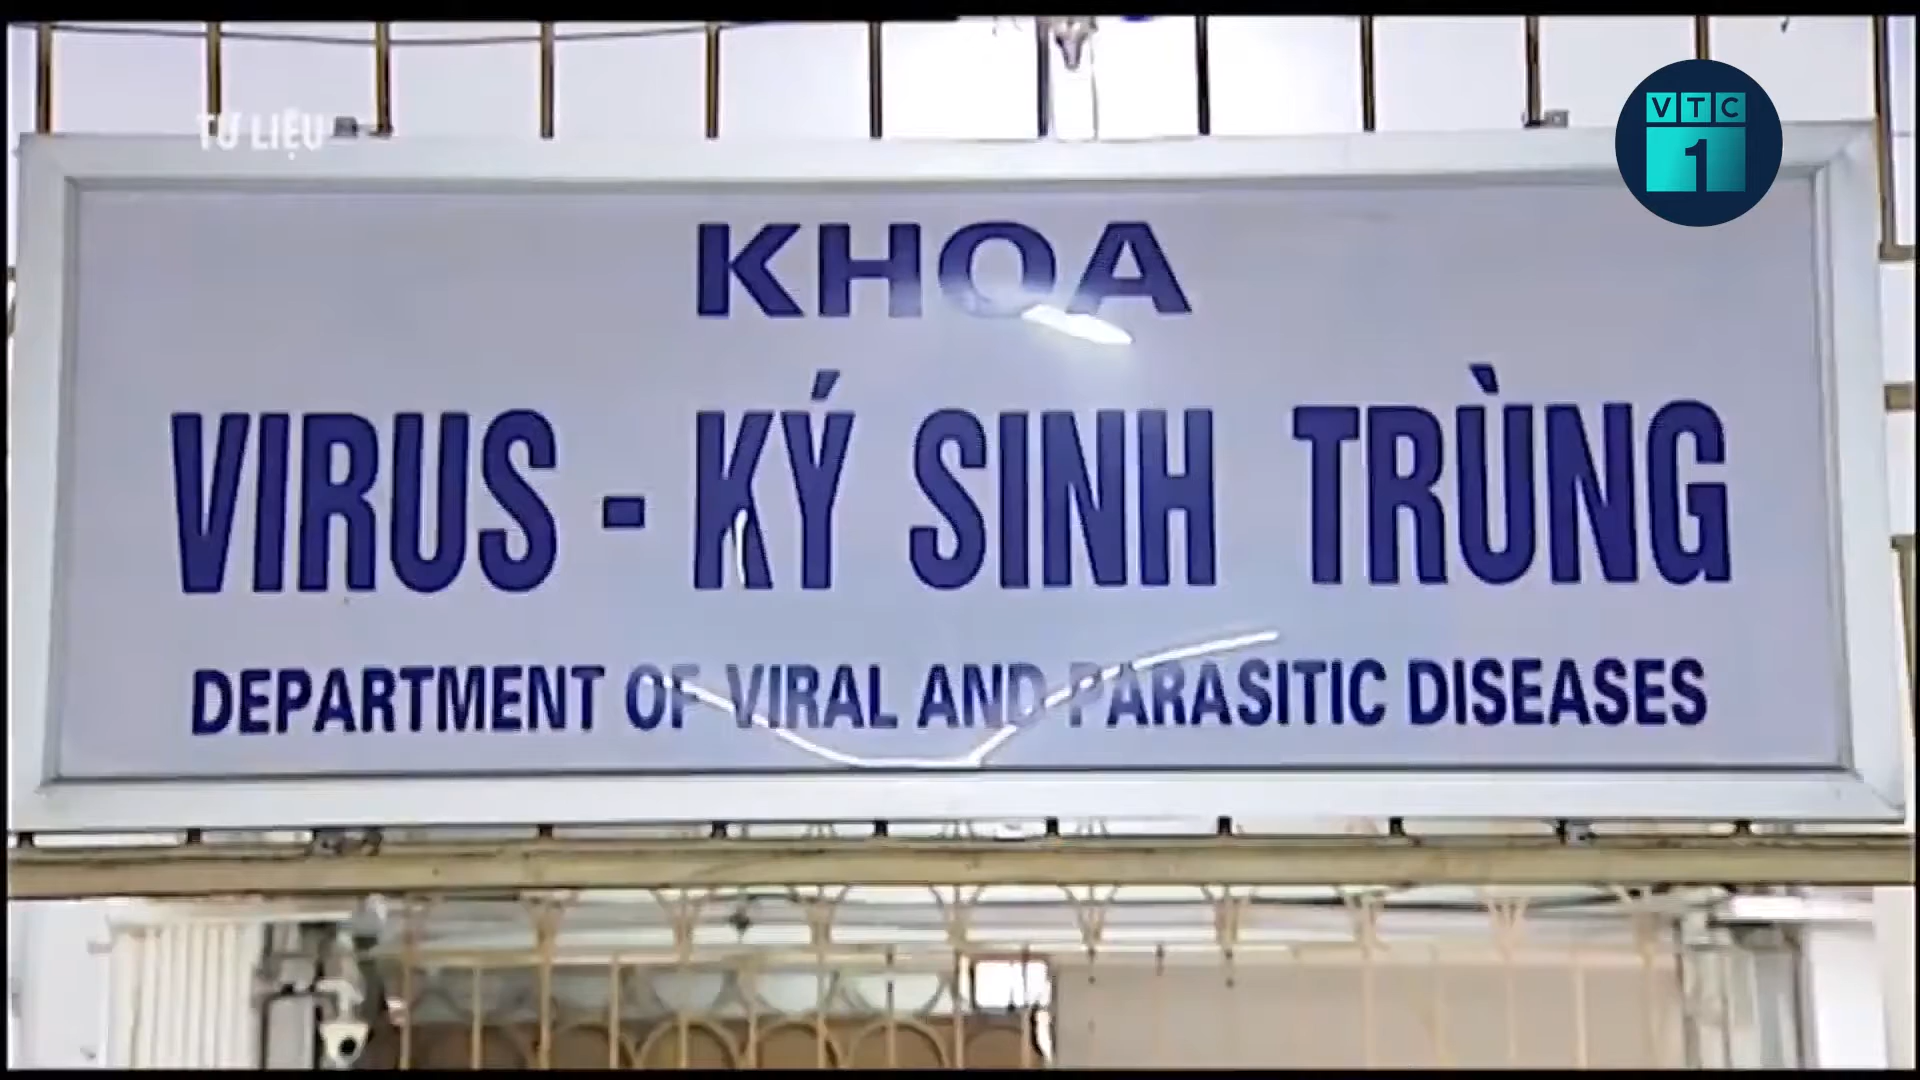 TƯ LIỆU
VTC
1
KHOA
VIRUS - KÝ SINH TRÙNG
DEPARTMENT OF VIRAL AND PARASITIC DISEASES